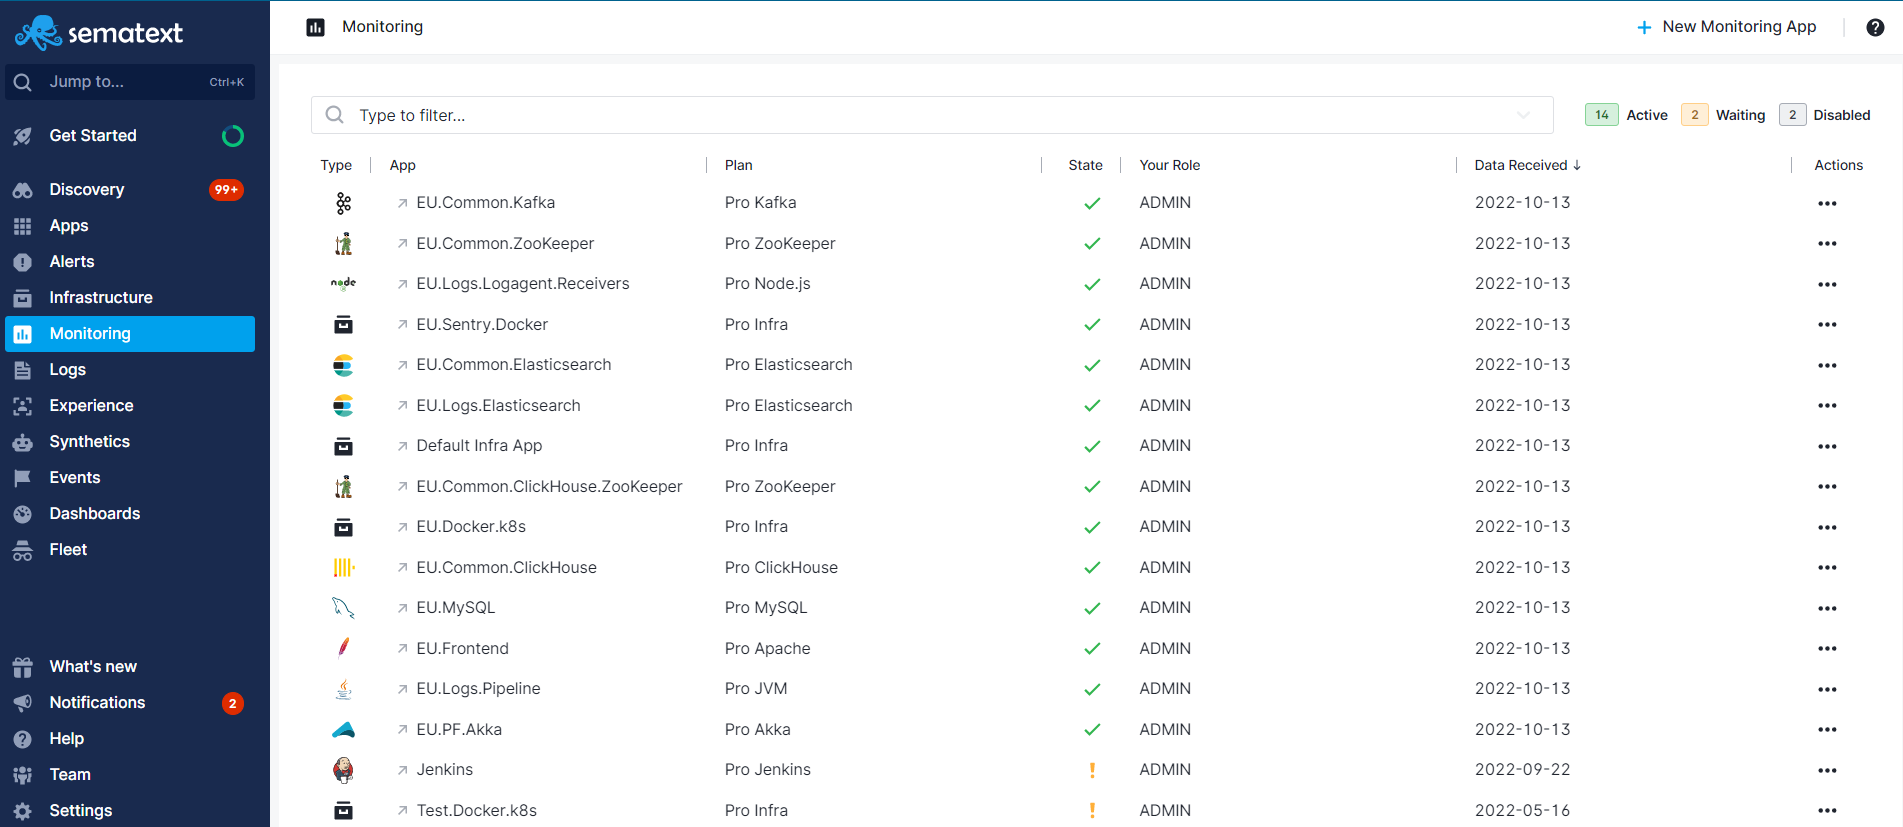 sematext
Jump to... Ctrl+K
Get Started
Discovery 99+
Apps
Alerts
Infrastructure
Monitoring
Logs
Experience
Synthetics
Events
Dashboards
Fleet
What's new
Notifications 2
Help
Team
Settings
Monitoring
+ New Monitoring App
Type to filter...
14 Active 2 Waiting 2 Disabled
Type App Plan State Your Role Data Received ↓ Actions
EU.Common.Kafka Pro Kafka ADMIN 2022-10-13
EU.Common.ZooKeeper Pro ZooKeeper ADMIN 2022-10-13
node EU.Logs.Logagent.Receivers Pro Node.js ADMIN 2022-10-13
EU.Sentry.Docker Pro Infra ADMIN 2022-10-13
EU.Common.Elasticsearch Pro Elasticsearch ADMIN 2022-10-13
EU.Logs.Elasticsearch Pro Elasticsearch ADMIN 2022-10-13
Default Infra App Pro Infra ADMIN 2022-10-13
EU.Common.ClickHouse.ZooKeeper Pro ZooKeeper ADMIN 2022-10-13
EU.Docker.k8s Pro Infra ADMIN 2022-10-13
EU.Common.ClickHouse Pro ClickHouse ADMIN 2022-10-13
EU.MySQL Pro MySQL ADMIN 2022-10-13
EU.Frontend Pro Apache ADMIN 2022-10-13
EU.Logs.Pipeline Pro JVM ADMIN 2022-10-13
EU.PF.Akka Pro Akka ADMIN 2022-10-13
Jenkins Pro Jenkins ADMIN 2022-09-22
Test.Docker.k8s Pro Infra ADMIN 2022-05-16